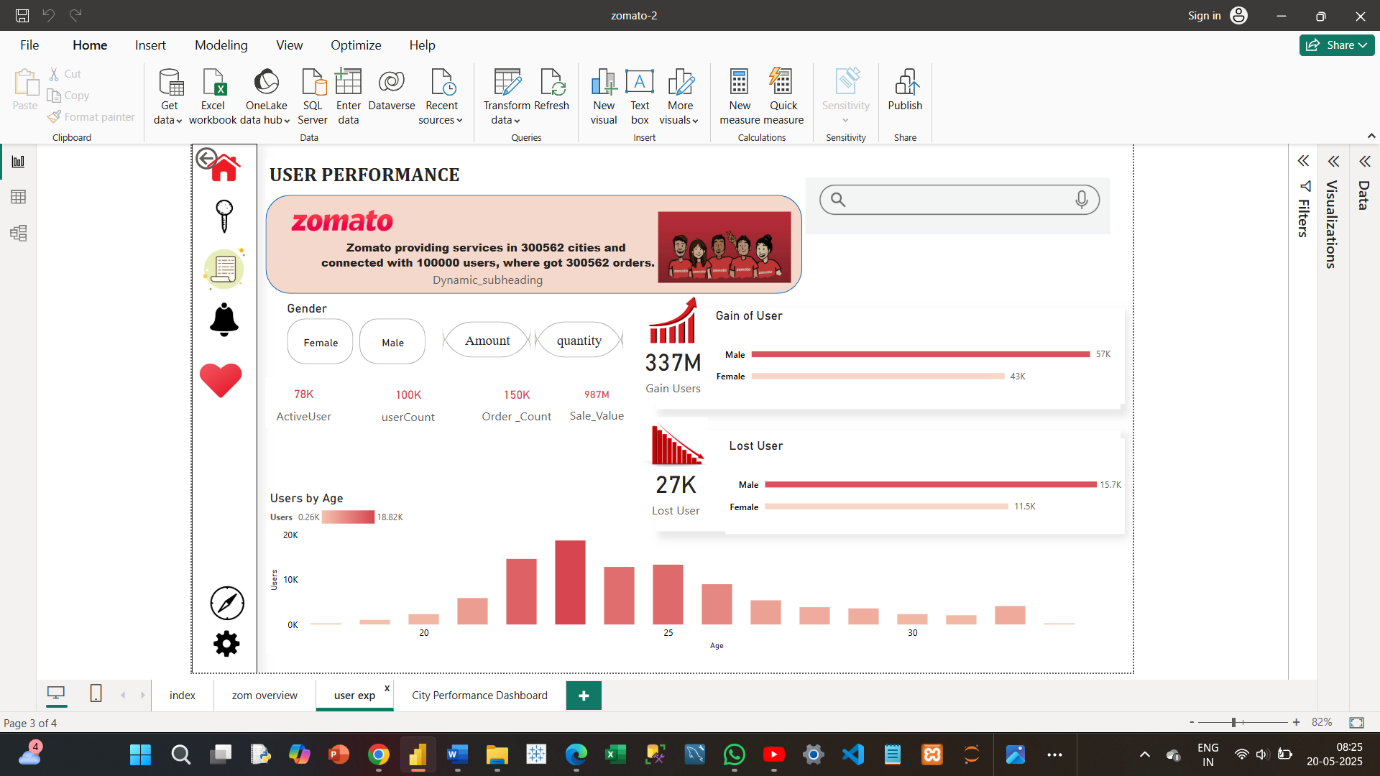 zomato-2
Sign in
File Home Insert Modeling View Optimize Help
Share
Paste
Cut
Copy
Format painter
Clipboard
Get data
Excel workbook
OneLake data hub
SQL Server
Enter data
Dataverse
Recent sources
Data
Transform data
Refresh
Queries
New visual
Text box
More visuals
Insert
New measure
Quick measure
Calculations
Sensitivity
Sensitivity
Publish
Share
USER PERFORMANCE
zomato
Zomato providing services in 300562 cities and
connected with 100000 users, where got 300562 orders.
Dynamic_subheading
Gender
Female
Male
Amount
quantity
78K
ActiveUser
100K
userCount
150K
Order _Count
987M
Sale_Value
337M
Gain Users
Gain of User
Male 57K
Female 43K
27K
Lost User
Lost User
Male 15.7K
Female 11.5K
Users by Age
Users 0.26K 18.82K
20K
10K
0K
Users
20 25 30
Age
Filters
Visualizations
Data
index
zom overview
user exp x
City Performance Dashboard
+
Page 3 of 4
- + 82%
4
ENG
IN
08:25
20-05-2025